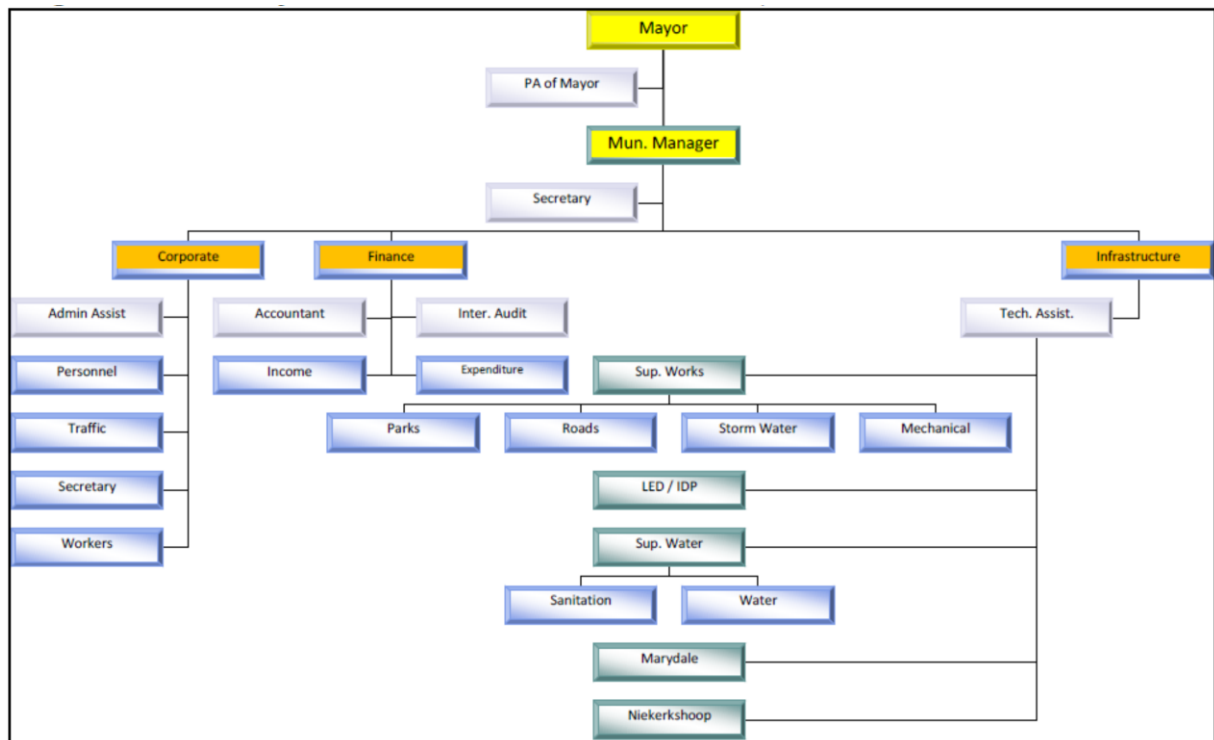 Mayor
PA of Mayor
Mun. Manager
Secretary
Corporate
Finance
Infrastructure
Admin Assist
Accountant
Inter. Audit
Tech. Assist.
Personnel
Income
Expenditure
Sup. Works
Traffic
Parks
Roads
Storm Water
Mechanical
Secretary
LED / IDP
Workers
Sup. Water
Sanitation
Water
Marydale
Niekerkshoop